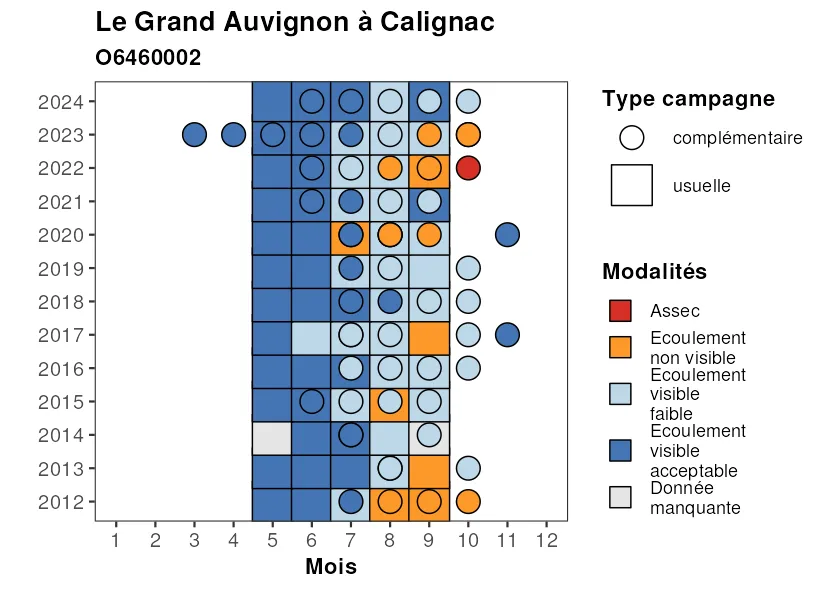 Le Grand Auvignon à Calignac
O6460002
2024
2023
2022
2021
2020
2019
2018
2017
2016
2015
2014
2013
2012
1 2 3 4 5 6 7 8 9 10 11 12
Mois
Type campagne
complémentaire
usuelle
Modalités
Assec
Ecoulement
non visible
Ecoulement
visible
faible
Ecoulement
visible
acceptable
Donnée
manquante